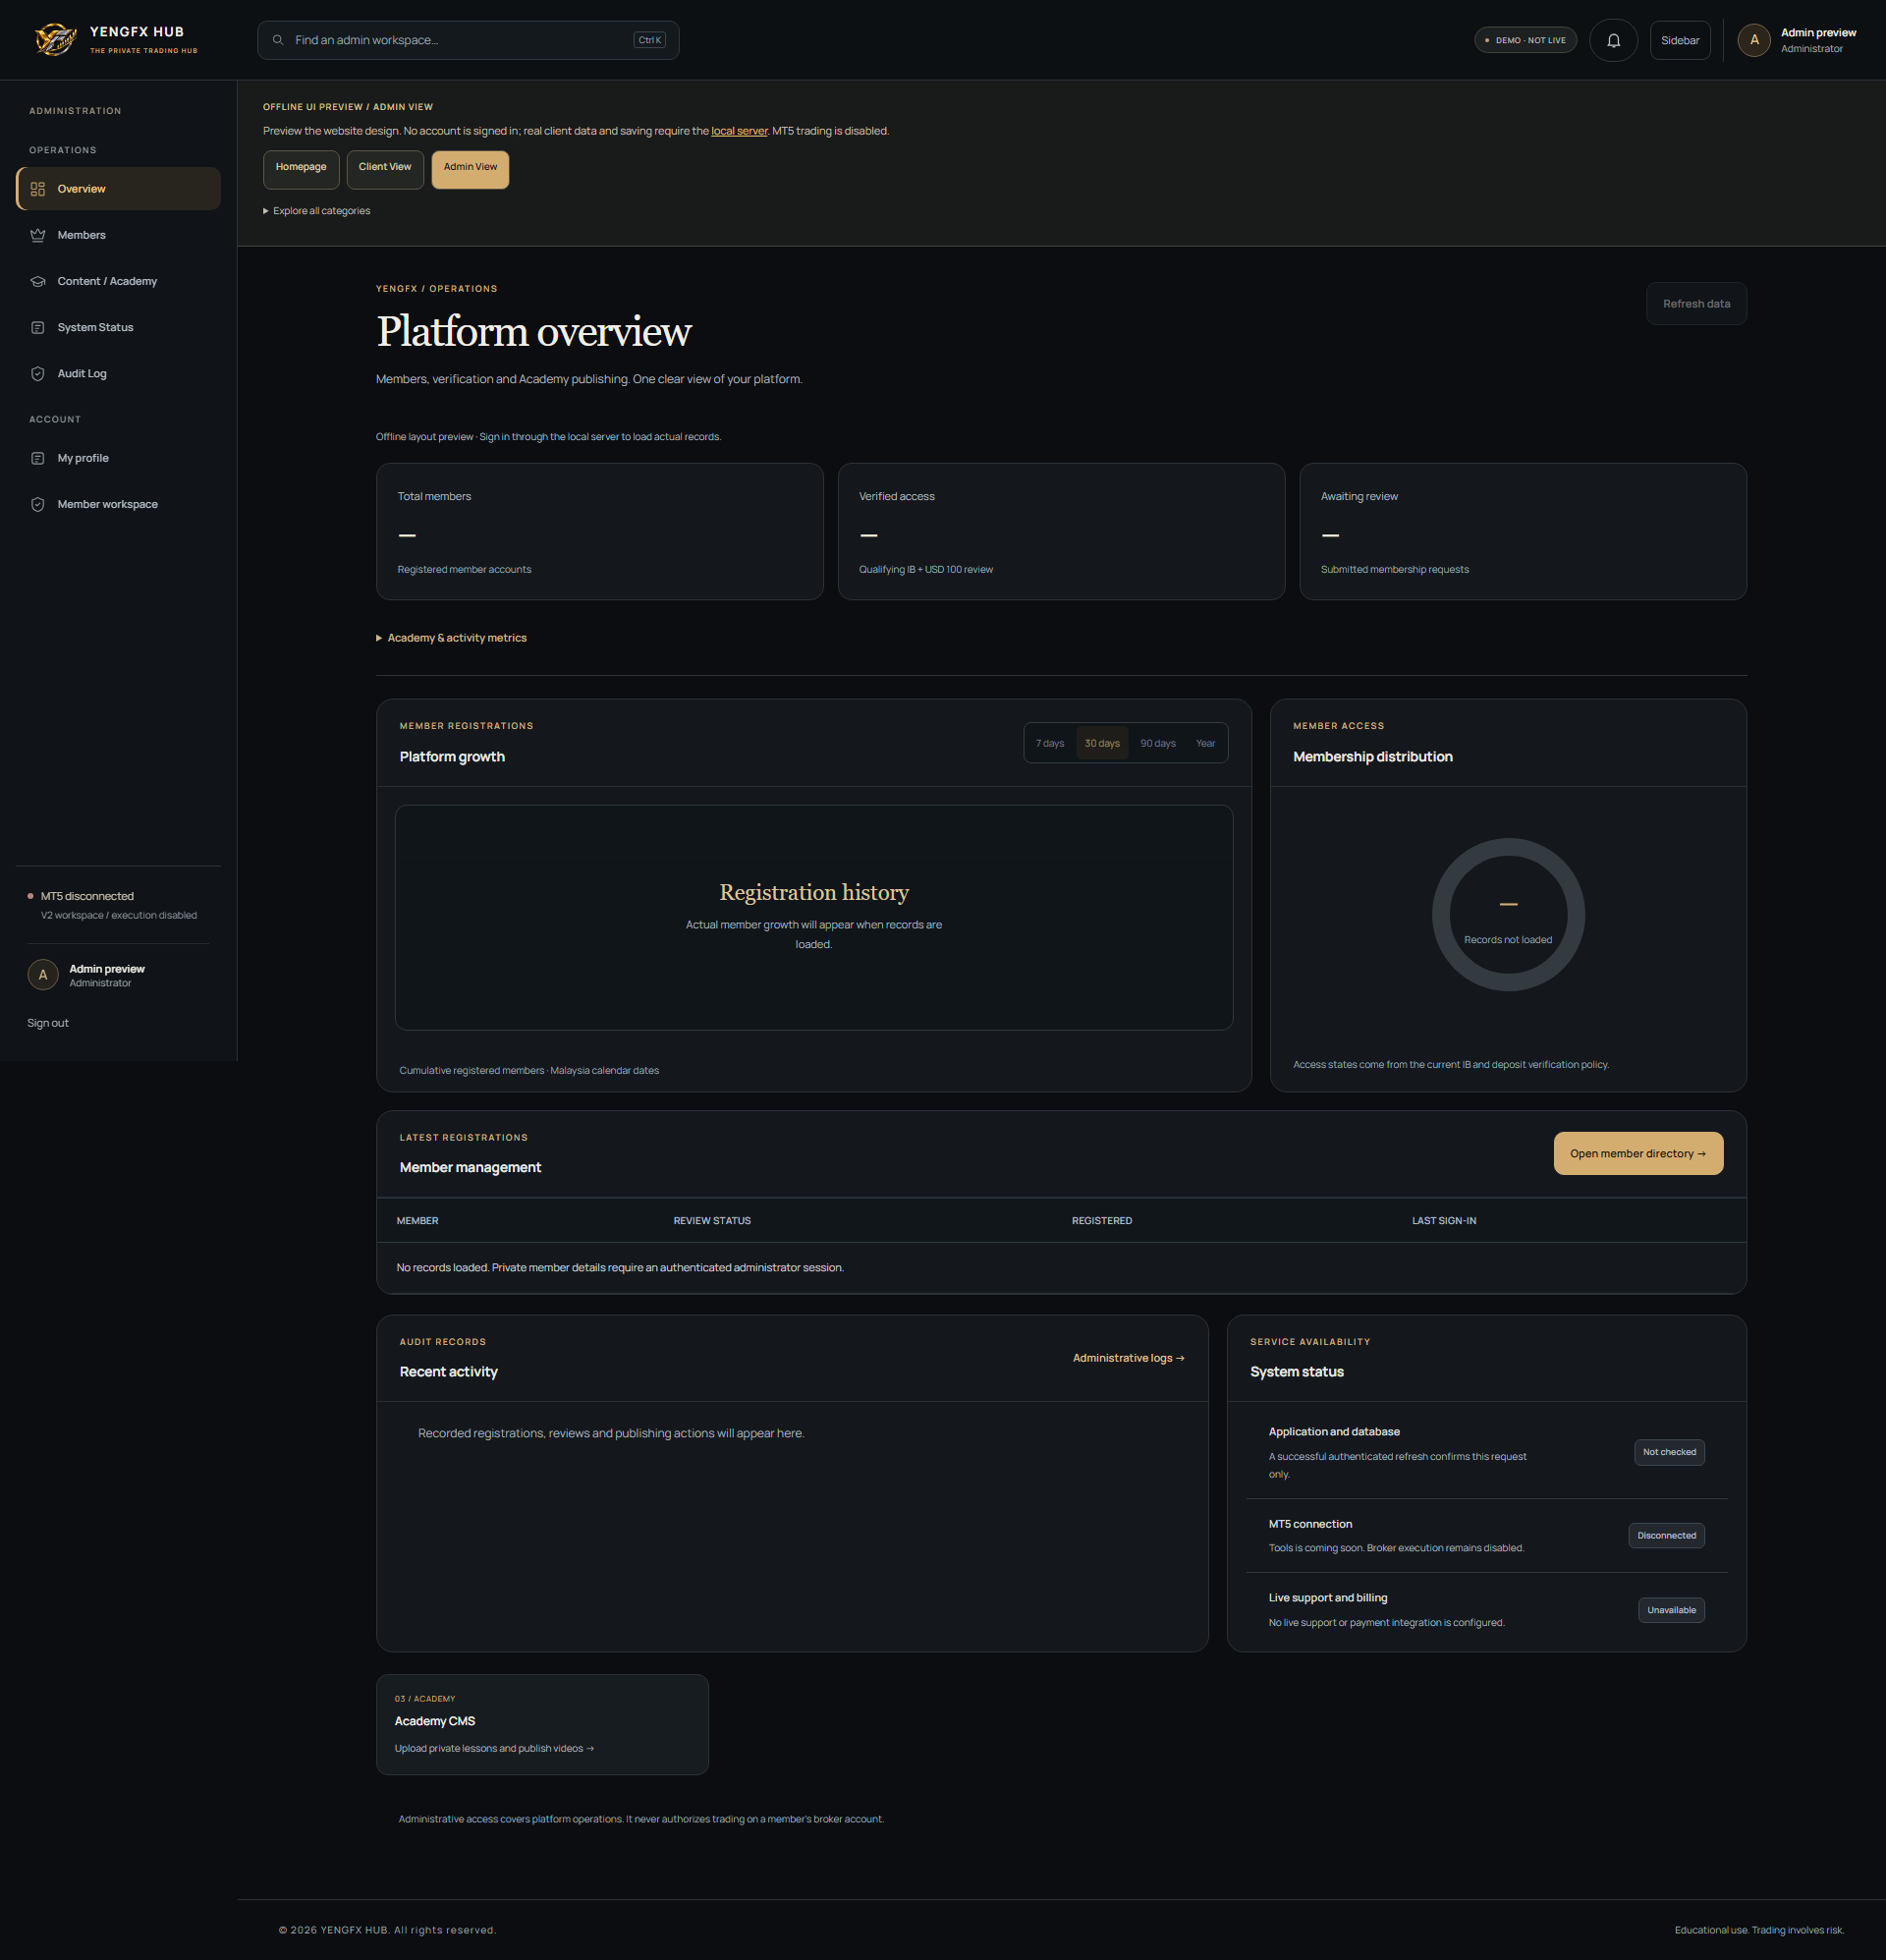 YENGFX HUB
THE PRIVATE TRADING HUB
Find an admin workspace...
Ctrl K
DEMO - NOT LIVE
Sidebar
A
Admin preview
Administrator
ADMINISTRATION
OPERATIONS
Overview
Members
Content / Academy
System Status
Audit Log
ACCOUNT
My profile
Member workspace
MT5 disconnected
V2 workspace / execution disabled
A
Admin preview
Administrator
Sign out
OFFLINE UI PREVIEW / ADMIN VIEW
Preview the website design. No account is signed in; real client data and saving require the local server. MT5 trading is disabled.
Homepage
Client View
Admin View
Explore all categories
YENGFX / OPERATIONS
Platform overview
Refresh data
Members, verification and Academy publishing. One clear view of your platform.
Offline layout preview · Sign in through the local server to load actual records.
Total members
—
Registered member accounts
Verified access
—
Qualifying IB + USD 100 review
Awaiting review
—
Submitted membership requests
Academy & activity metrics
MEMBER REGISTRATIONS
Platform growth
7 days
30 days
90 days
Year
Registration history
Actual member growth will appear when records are
loaded.
Cumulative registered members · Malaysia calendar dates
MEMBER ACCESS
Membership distribution
—
Records not loaded
Access states come from the current IB and deposit verification policy.
LATEST REGISTRATIONS
Member management
Open member directory →
MEMBER
REVIEW STATUS
REGISTERED
LAST SIGN-IN
No records loaded. Private member details require an authenticated administrator session.
AUDIT RECORDS
Recent activity
Administrative logs →
Recorded registrations, reviews and publishing actions will appear here.
SERVICE AVAILABILITY
System status
Application and database
A successful authenticated refresh confirms this request
only.
Not checked
MT5 connection
Tools is coming soon. Broker execution remains disabled.
Disconnected
Live support and billing
No live support or payment integration is configured.
Unavailable
03 / ACADEMY
Academy CMS
Upload private lessons and publish videos →
Administrative access covers platform operations. It never authorizes trading on a member's broker account.
© 2026 YENGFX HUB. All rights reserved.
Educational use. Trading involves risk.